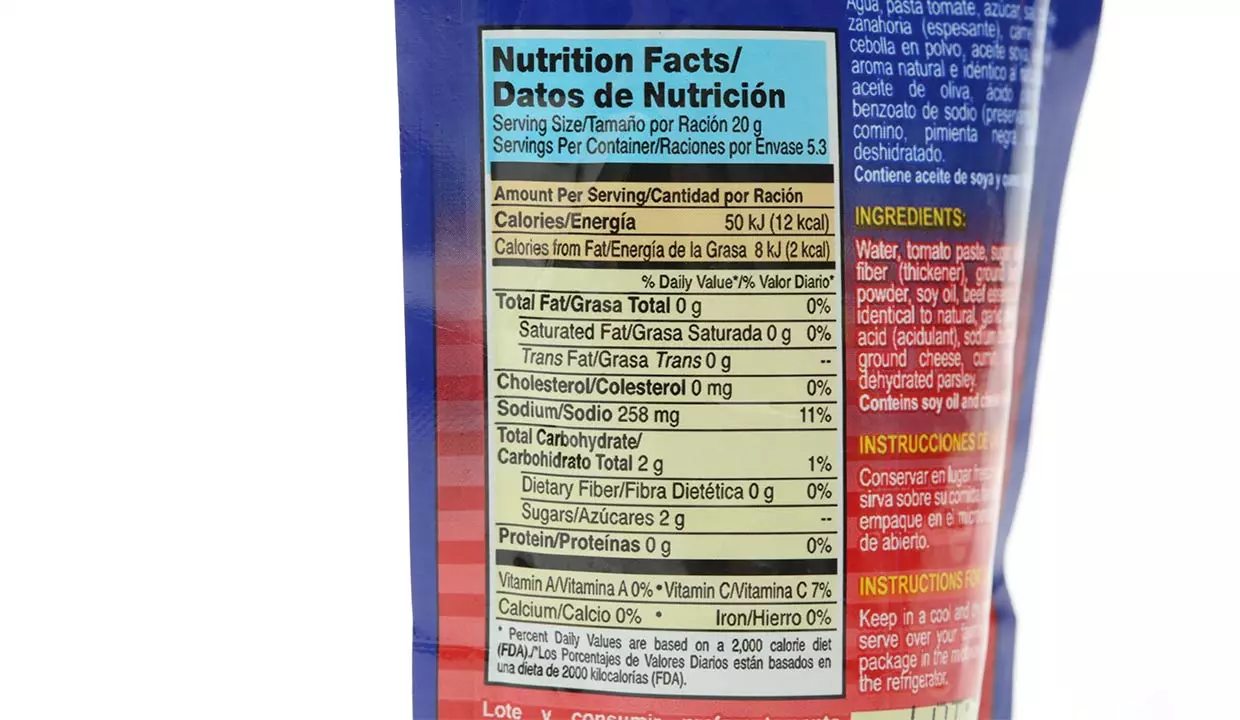 Nutrition Facts/
Datos de Nutrición
Serving Size/Tamaño por Ración 20 g
Servings Per Container/Raciones por Envase 5.3
Amount Per Serving/Cantidad por Ración
Calories/Energía 50 kJ (12 kcal)
Calories from Fat/Energía de la Grasa 8 kJ (2 kcal)
% Daily Value*/% Valor Diario*
Total Fat/Grasa Total 0 g 0%
Saturated Fat/Grasa Saturada 0 g 0%
Trans Fat/Grasa Trans 0 g --
Cholesterol/Colesterol 0 mg 0%
Sodium/Sodio 258 mg 11%
Total Carbohydrate/
Carbohidrato Total 2 g 1%
Dietary Fiber/Fibra Dietética 0 g 0%
Sugars/Azúcares 2 g --
Protein/Proteínas 0 g 0%
Vitamin A/Vitamina A 0% • Vitamin C/Vitamina C 7%
Calcium/Calcio 0% • Iron/Hierro 0%
* Percent Daily Values are based on a 2,000 calorie diet
(FDA)./*Los Porcentajes de Valores Diarios están basados en
una dieta de 2000 kilocalorías (FDA).
Lote y consumir preferentemente
Agua, pasta tomate, azúcar,
zanahoria (espesante),
cebolla en polvo, aceite soya,
aroma natural e idéntico al
aceite de oliva, ácido
benzoato de sodio
comino, pimienta negra
deshidratado.
Contiene aceite de soya y
INGREDIENTS:
Water, tomato paste,
fiber (thickener), ground
powder, soy oil, beef
identical to natural,
acid (acidulant),
ground cheese,
dehydrated parsley.
Contains soy oil and
INSTRUCCIONES DE
Conservar en lugar
sirva sobre su comida
empaque en el
de abierto.
INSTRUCTIONS FOR
Keep in a cool and
serve over your
package in the
the refrigerator.